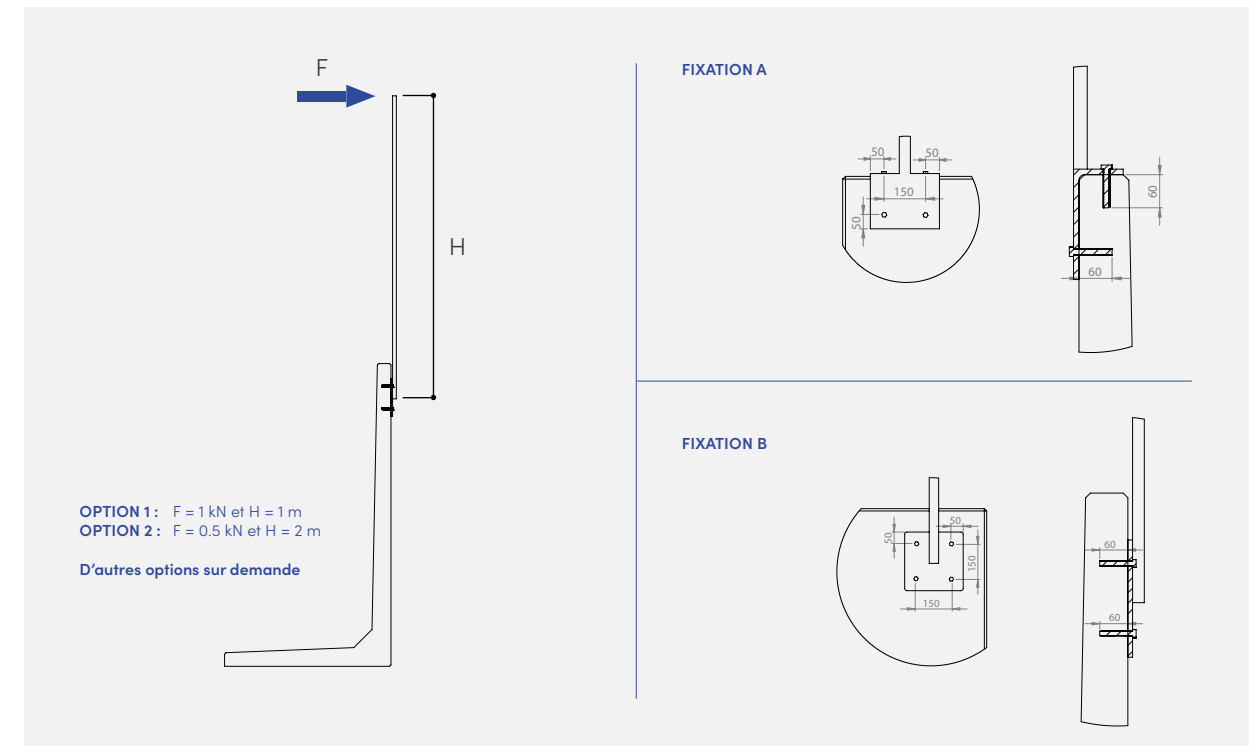 F
H
OPTION 1 : F = 1 kN et H = 1 m
OPTION 2 : F = 0.5 kN et H = 2 m
D'autres options sur demande
FIXATION A
50
50
150
50
60
60
FIXATION B
50
50
150
150
60
60